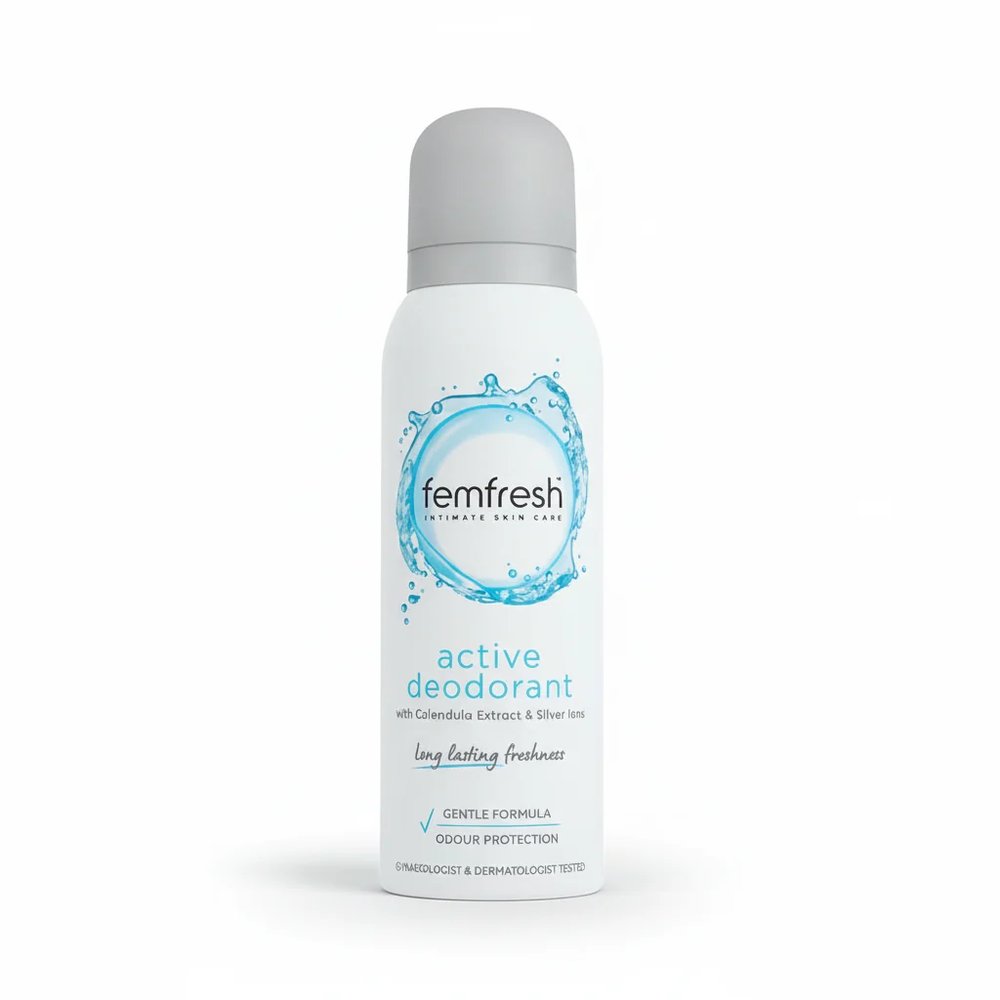 femfresh™
INTIMATE SKIN CARE
active
deodorant
with Calendula Extract & Silver Ions
Long lasting freshness
GENTLE FORMULA
ODOUR PROTECTION
GYNAECOLOGIST & DERMATOLOGIST TESTED